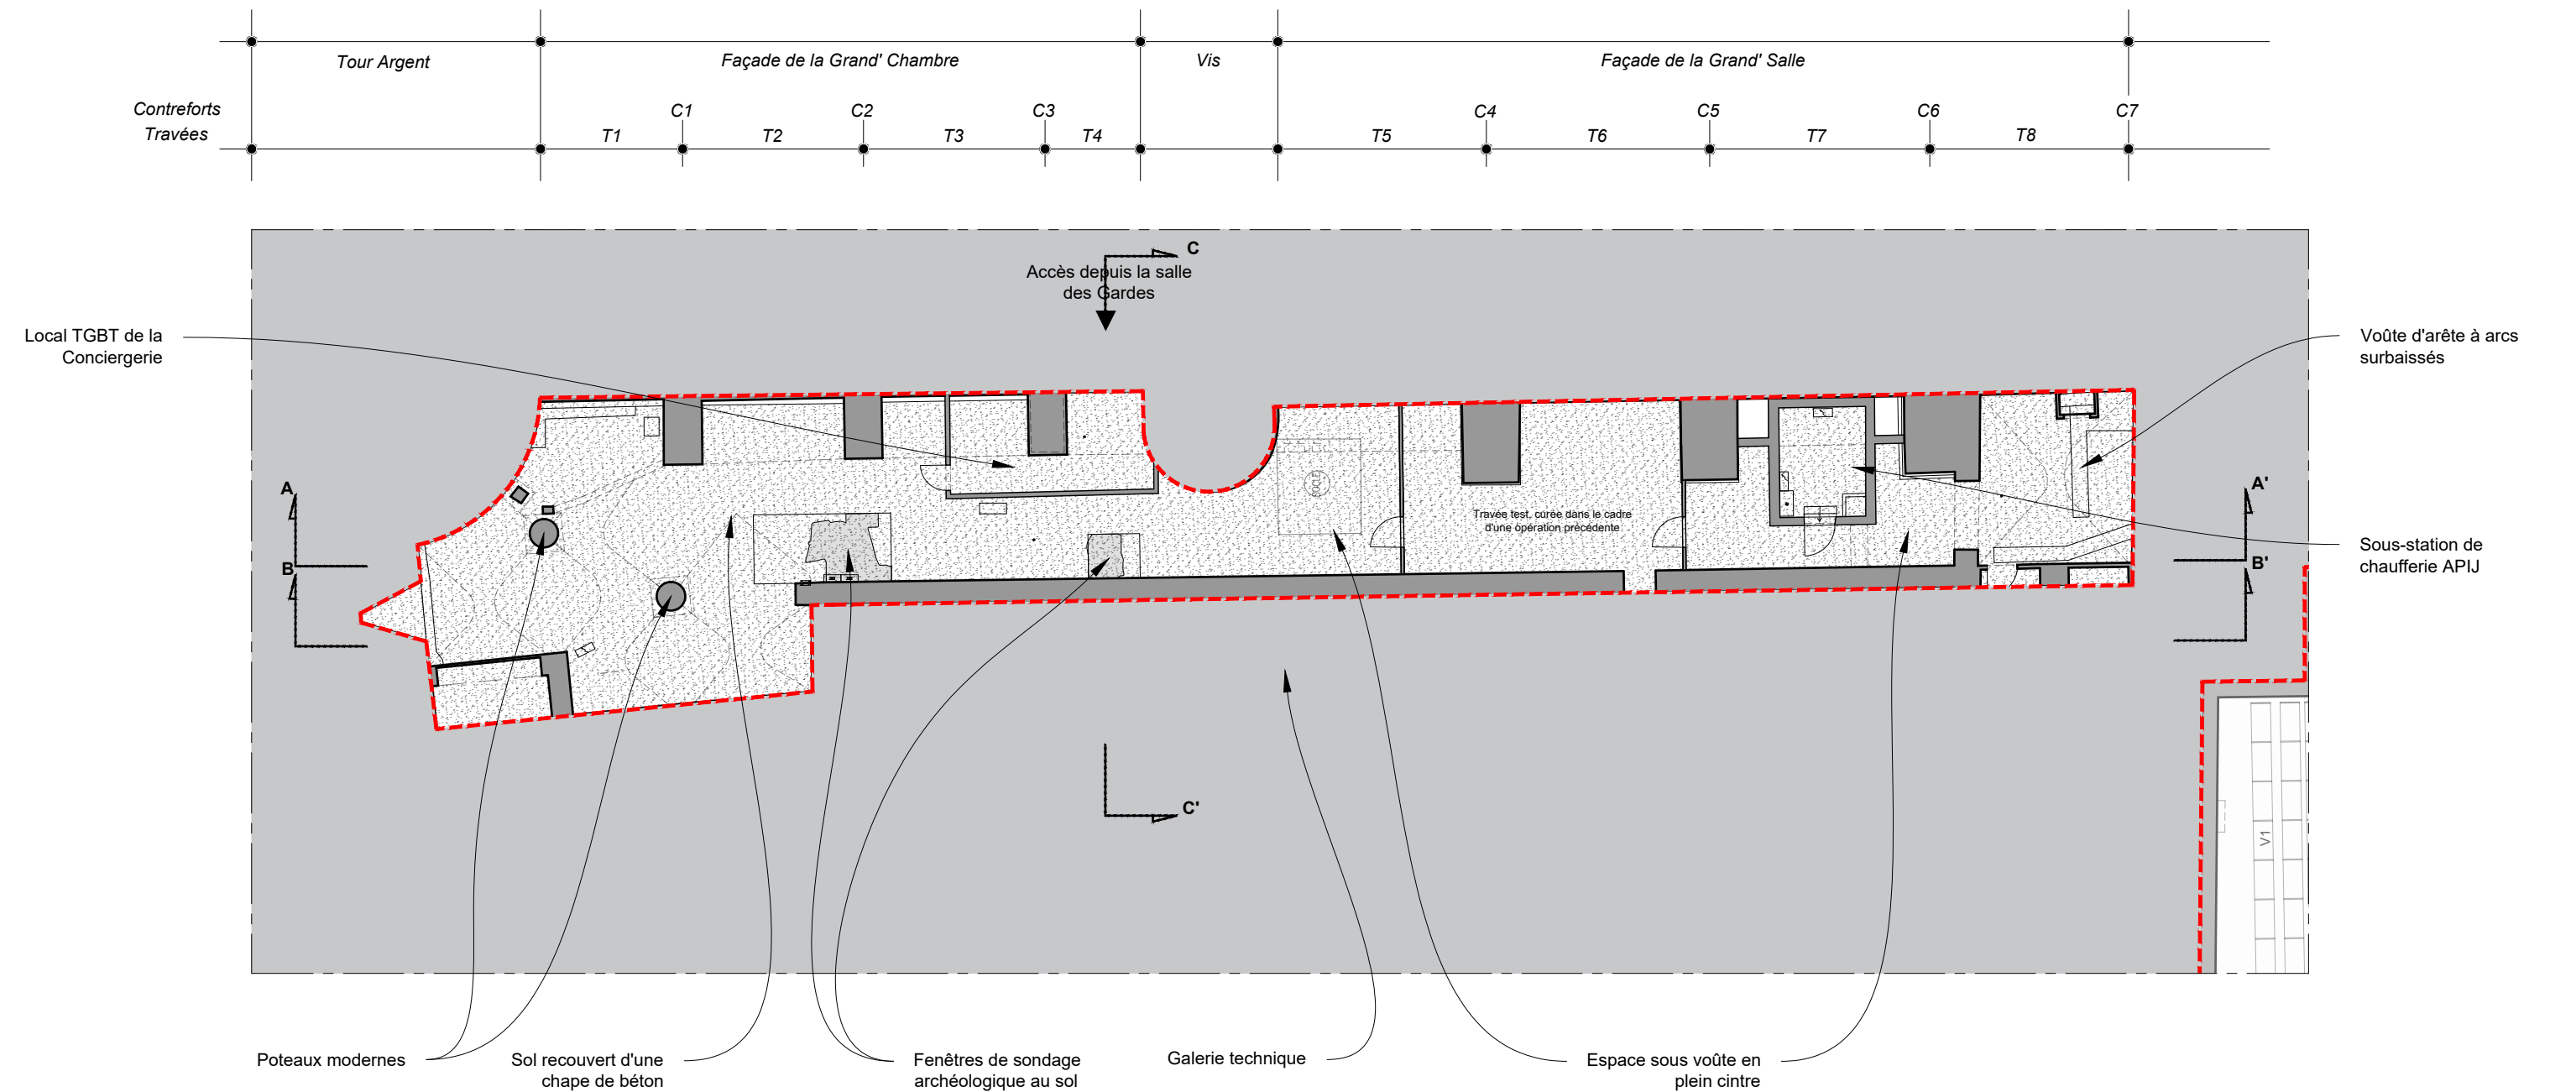 Tour Argent
Façade de la Grand' Chambre
Vis
Façade de la Grand' Salle
Contreforts
C1
C2
C3
C4
C5
C6
C7
Travées
T1
T2
T3
T4
T5
T6
T7
T8
C
Accès depuis la salle
des Gardes
Local TGBT de la
Conciergerie
Voûte d'arête à arcs
surbaissés
A
A'
SOCLE
Travée test, curée dans le cadre
d'une opération précédente
Sous-station de
chaufferie APIJ
B
B'
C'
V1
Poteaux modernes
Sol recouvert d'une
chape de béton
Fenêtres de sondage
archéologique au sol
Galerie technique
Espace sous voûte en
plein cintre